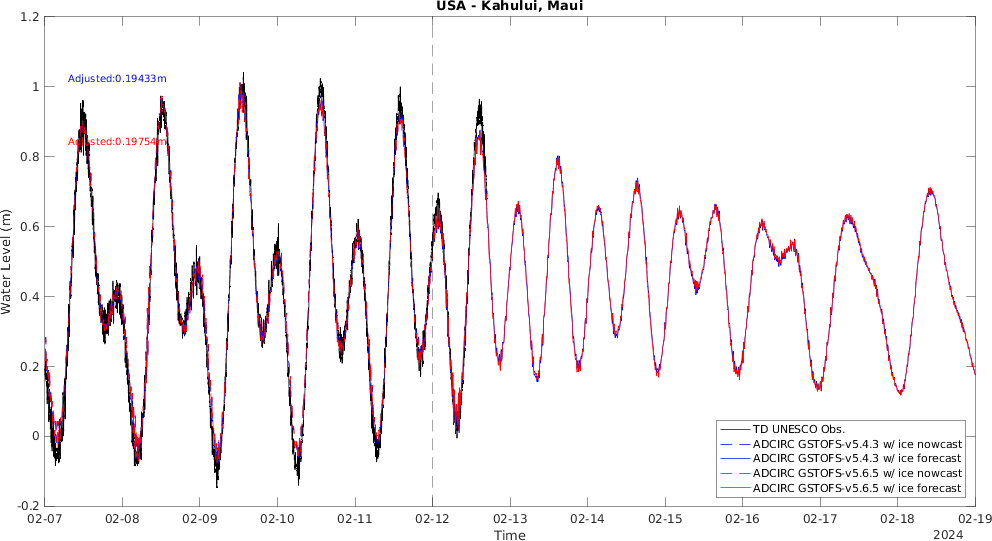 USA - Kahului, Maui
1.2
1
0.8
0.6
0.4
0.2
0
-0.2
Water Level (m)
Adjusted:0.19433m
Adjusted:0.19754m
TD UNESCO Obs.
ADCIRC GSTOFS-v5.4.3 w/ ice nowcast
ADCIRC GSTOFS-v5.4.3 w/ ice forecast
ADCIRC GSTOFS-v5.6.5 w/ ice nowcast
ADCIRC GSTOFS-v5.6.5 w/ ice forecast
02-07 02-08 02-09 02-10 02-11 02-12 02-13 02-14 02-15 02-16 02-17 02-18 02-19
Time
2024